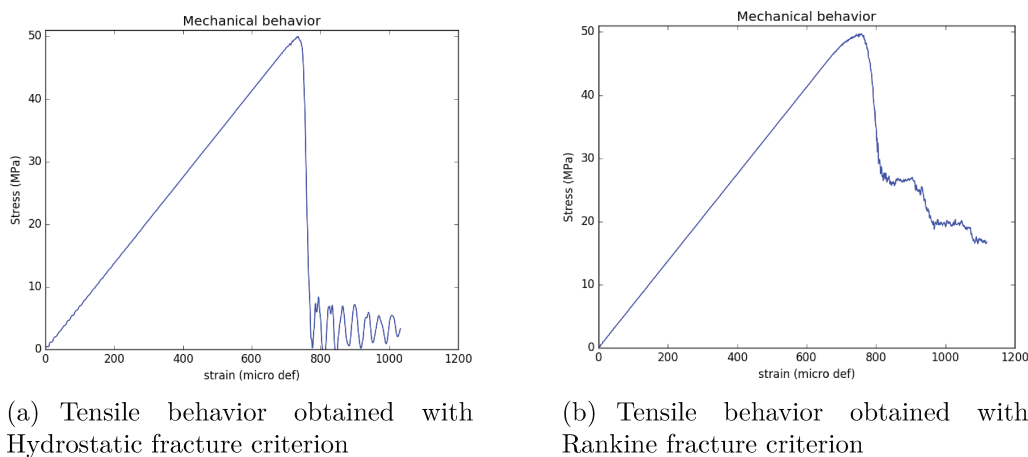 Mechanical behavior
50
40
30
20
10
0
Stress (MPa)
0 200 400 600 800 1000 1200
strain (micro def)
(a) Tensile behavior obtained with
Hydrostatic fracture criterion
Mechanical behavior
50
40
30
20
10
0
Stress (MPa)
0 200 400 600 800 1000 1200
strain (micro def)
(b) Tensile behavior obtained with
Rankine fracture criterion